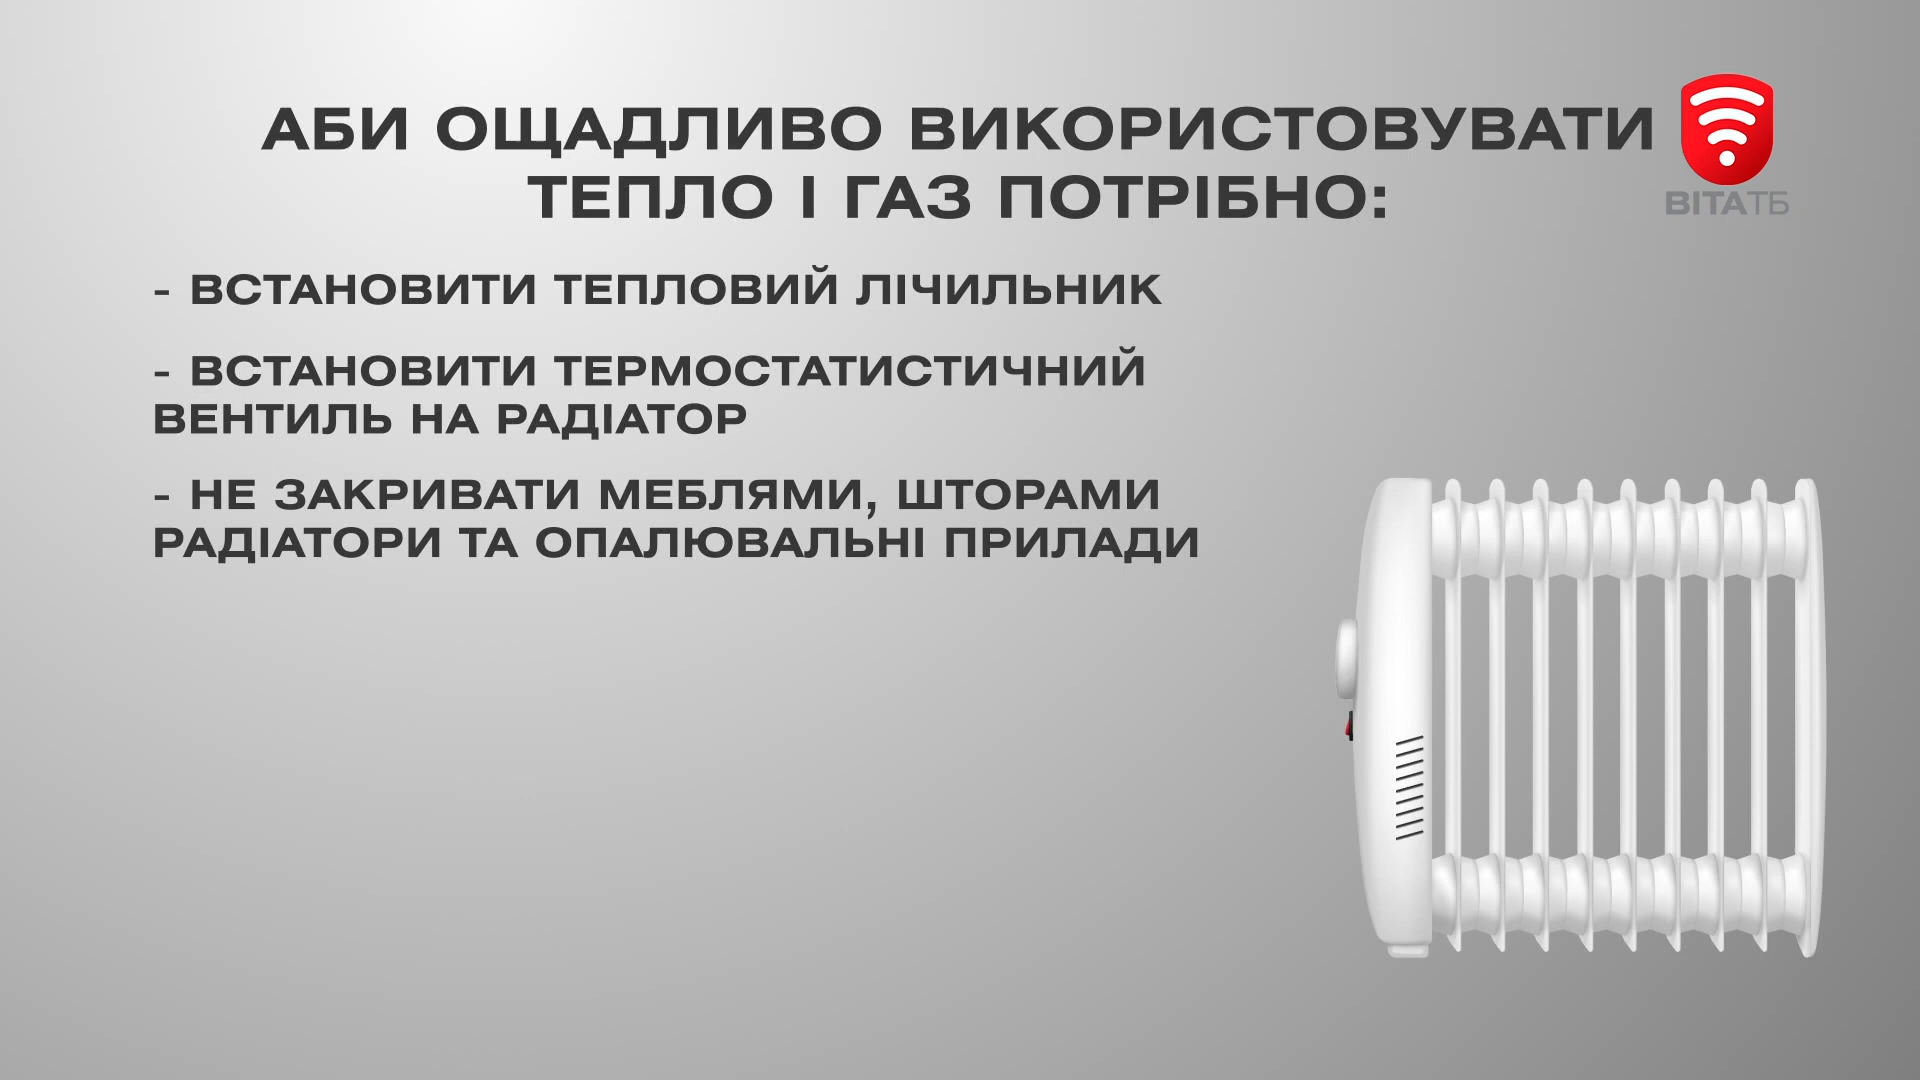 АБИ ОЩАДЛИВО ВИКОРИСТОВУВАТИ
ТЕПЛО І ГАЗ ПОТРІБНО:
ВІТАТБ
- ВСТАНОВИТИ ТЕПЛОВИЙ ЛІЧИЛЬНИК
- ВСТАНОВИТИ ТЕРМОСТАТИСТИЧНИЙ
ВЕНТИЛЬ НА РАДІАТОР
- НЕ ЗАКРИВАТИ МЕБЛЯМИ, ШТОРАМИ
РАДІАТОРИ ТА ОПАЛЮВАЛЬНІ ПРИЛАДИ